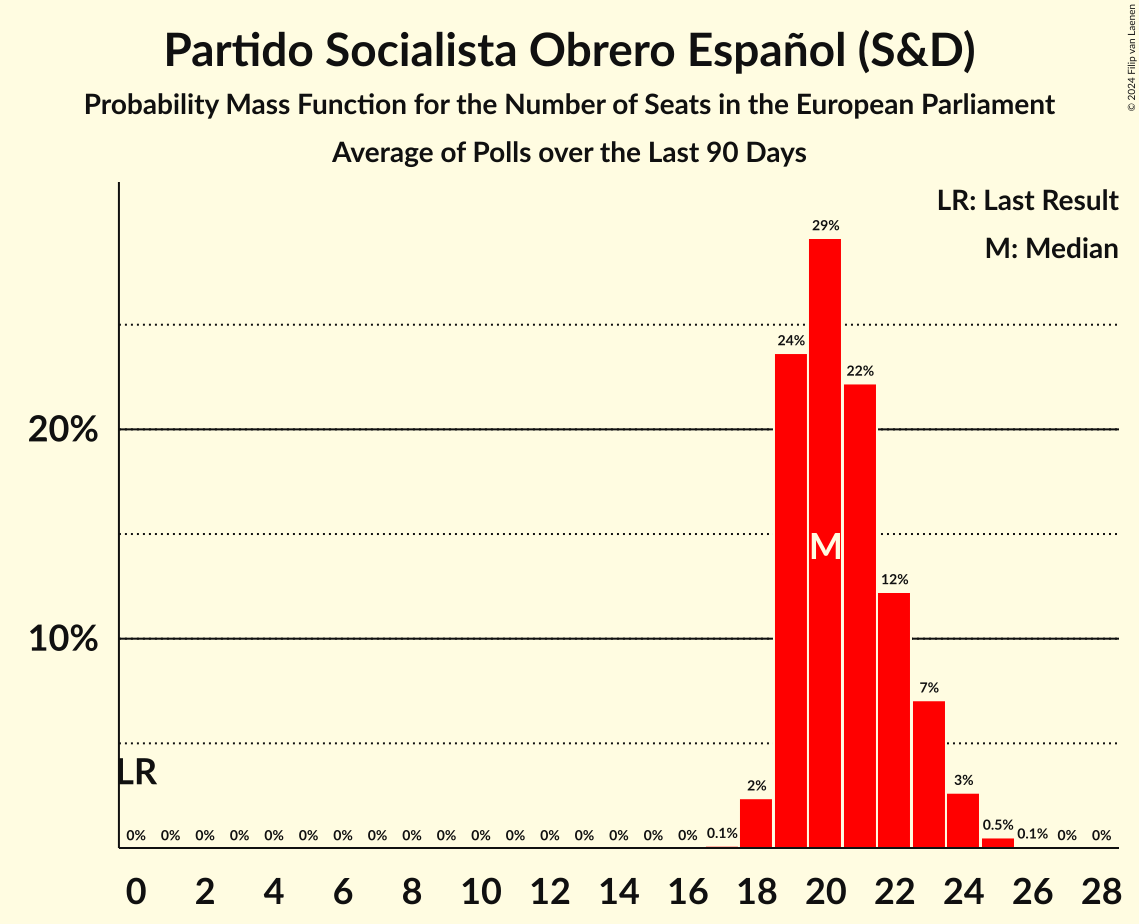 Partido Socialista Obrero Español (S&D)
Probability Mass Function for the Number of Seats in the European Parliament
Average of Polls over the Last 90 Days
© 2024 Filip van Laenen
LR: Last Result
M: Median
29%
24%
22%
20%
M
12%
10%
7%
LR
3%
2%
0% 0% 0% 0% 0% 0% 0% 0% 0% 0% 0% 0% 0% 0% 0% 0% 0% 0.1% 0.5% 0.1% 0% 0%
0 2 4 6 8 10 12 14 16 18 20 22 24 26 28